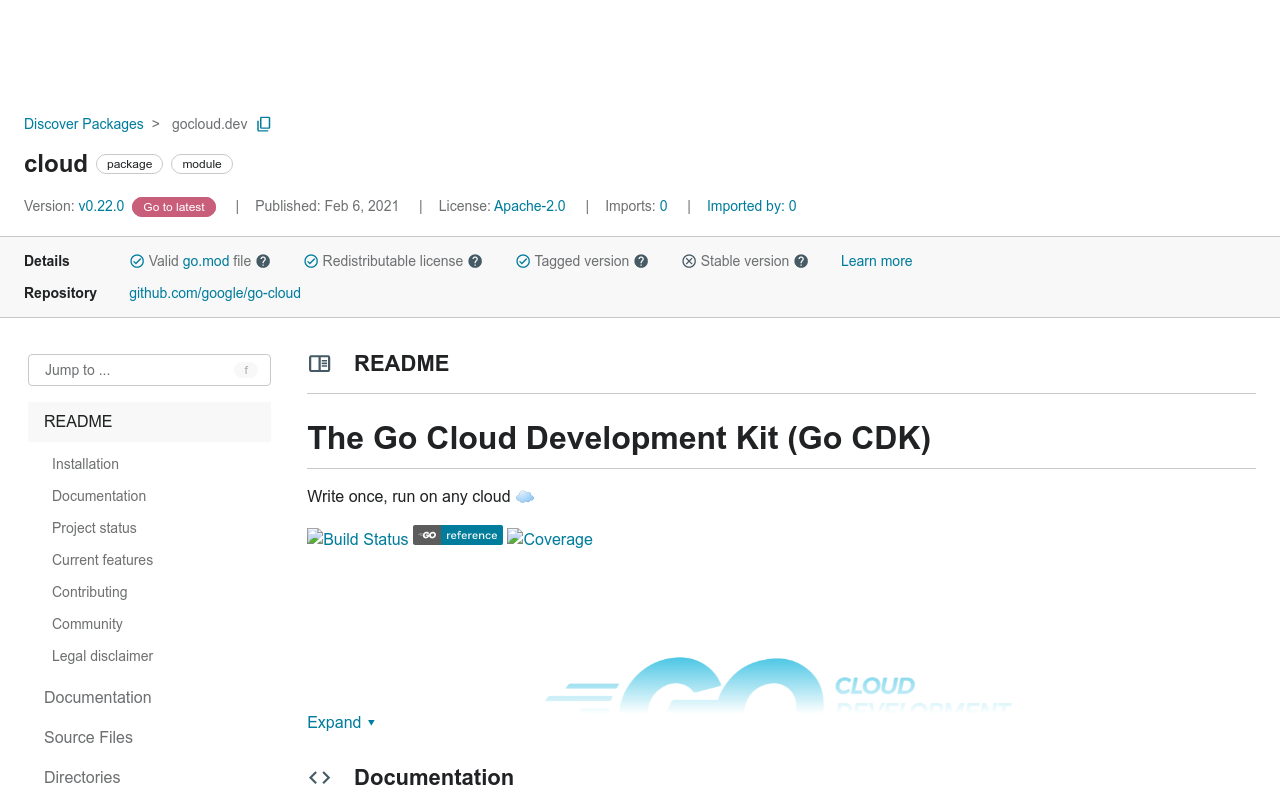 Discover Packages > gocloud.dev
cloud package module
Version: v0.22.0 Go to latest | Published: Feb 6, 2021 | License: Apache-2.0 | Imports: 0 | Imported by: 0
Details Valid go.mod file ? Redistributable license ? Tagged version ? Stable version ? Learn more
Repository github.com/google/go-cloud
Jump to ... f
README
Installation
Documentation
Project status
Current features
Contributing
Community
Legal disclaimer
Documentation
Source Files
Directories
README
The Go Cloud Development Kit (Go CDK)
Write once, run on any cloud
Build Status GO reference Coverage
GO CLOUD
DEVELOPMENT
Expand ▼
Documentation